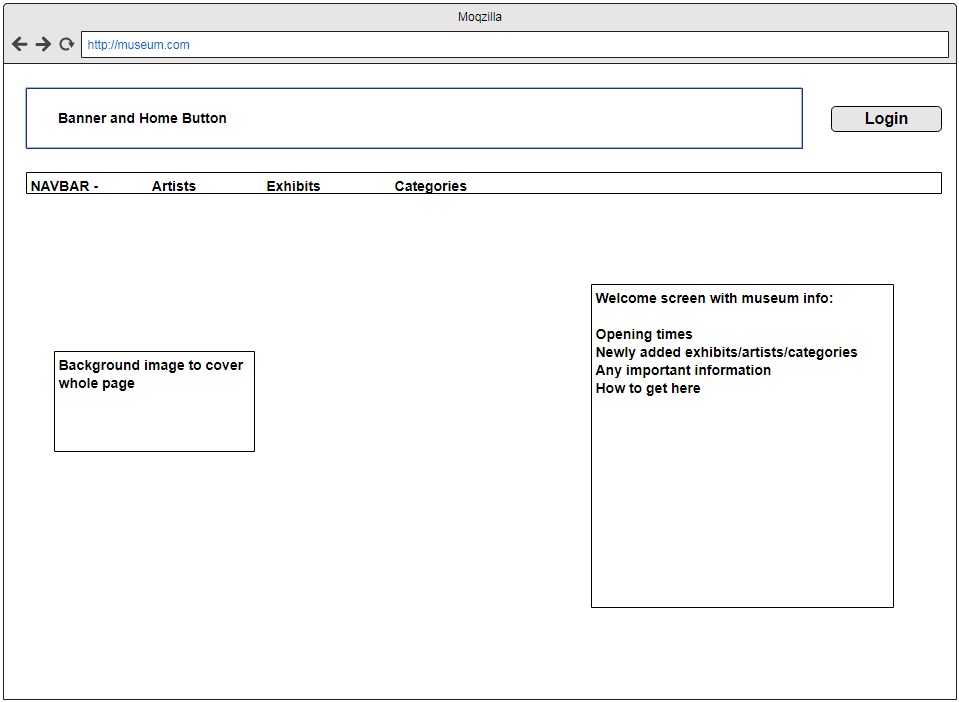 Moqzilla
http://museum.com
Banner and Home Button
Login
NAVBAR - Artists Exhibits Categories
Welcome screen with museum info:
Opening times
Newly added exhibits/artists/categories
Any important information
How to get here
Background image to cover
whole page